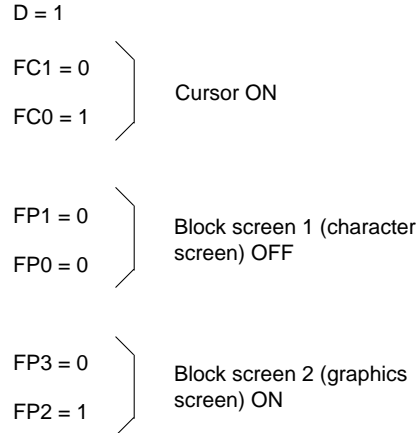 D = 1
FC1 = 0
FC0 = 1
Cursor ON
FP1 = 0
FP0 = 0
Block screen 1 (character
screen) OFF
FP3 = 0
FP2 = 1
Block screen 2 (graphics
screen) ON